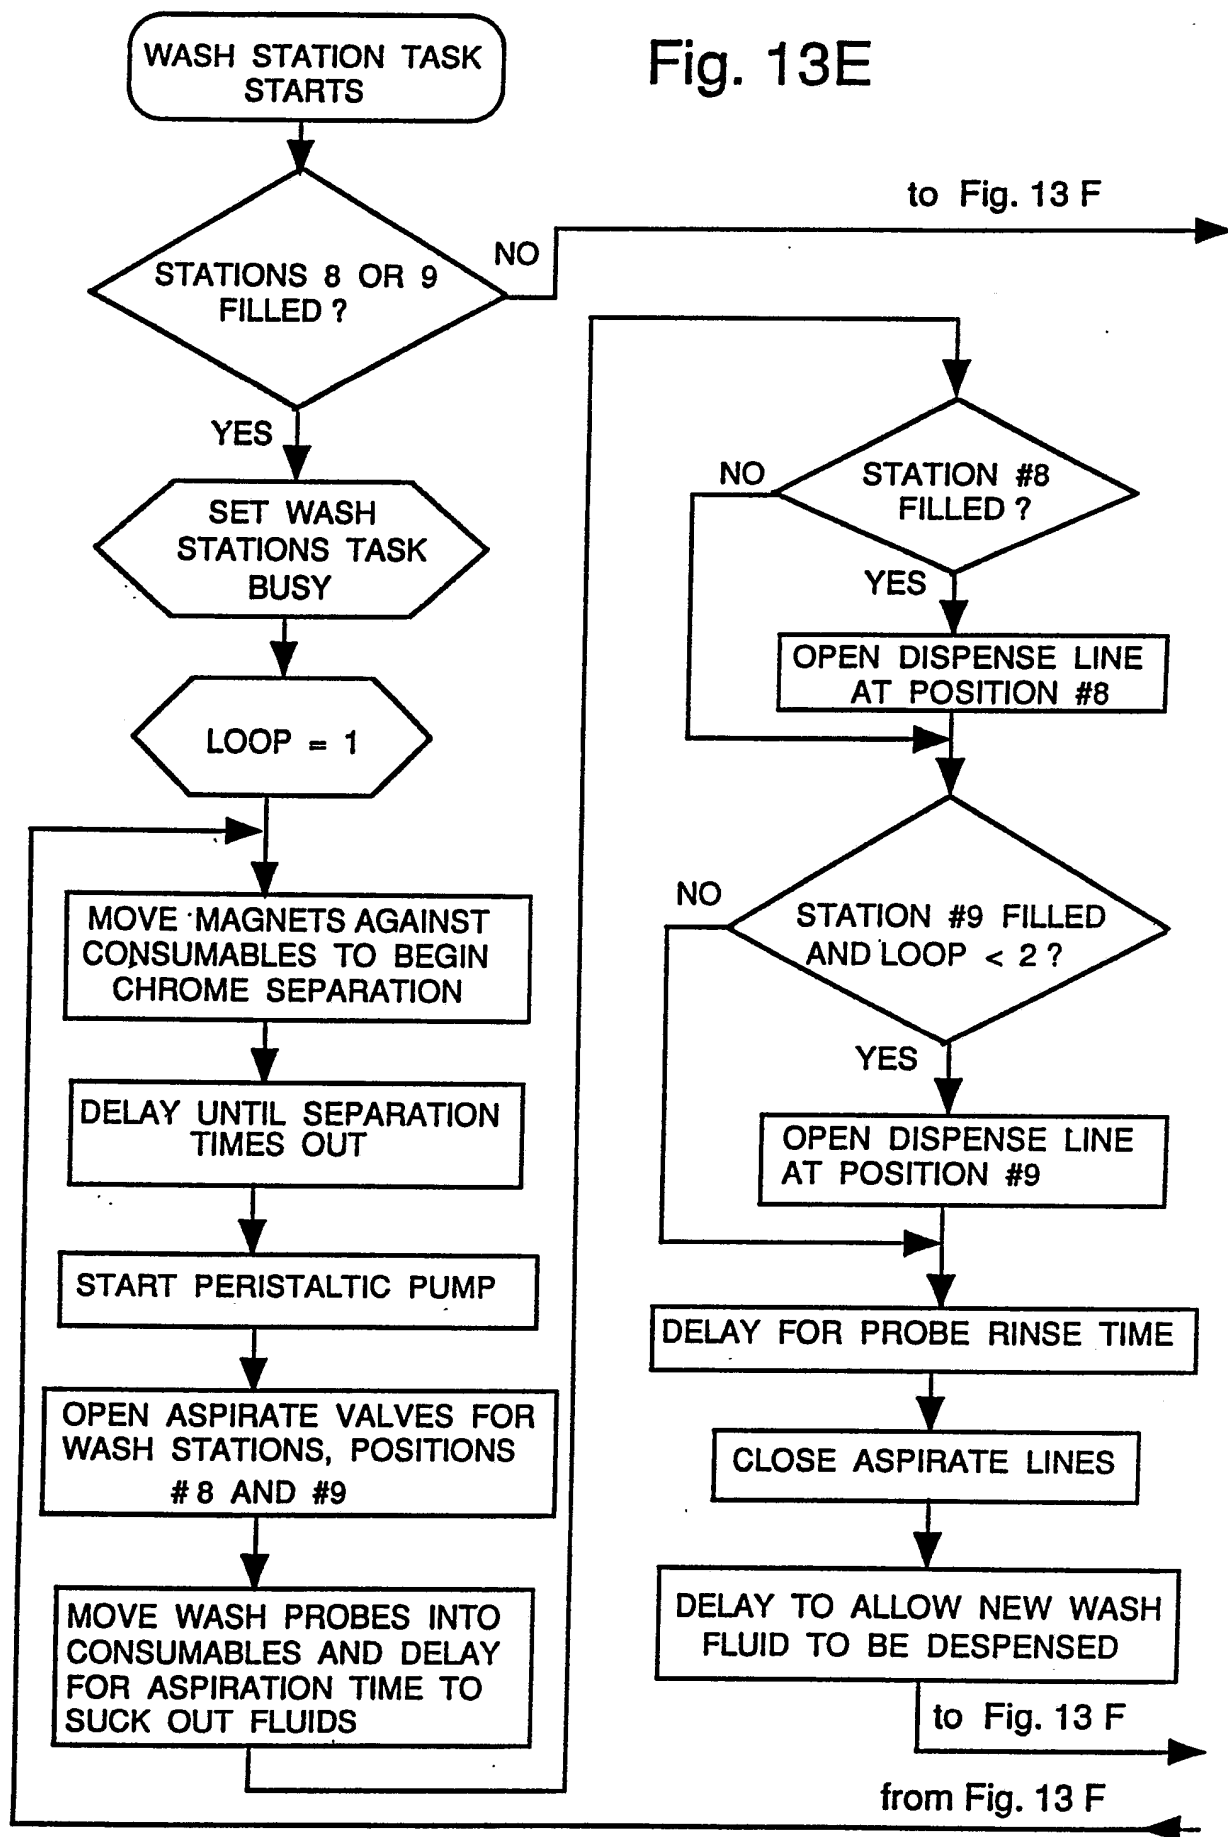 Fig. 13E
WASH STATION TASK
STARTS
to Fig. 13 F
NO
STATIONS 8 OR 9
FILLED ?
YES
SET WASH
STATIONS TASK
BUSY
LOOP = 1
MOVE MAGNETS AGAINST
CONSUMABLES TO BEGIN
CHROME SEPARATION
DELAY UNTIL SEPARATION
TIMES OUT
START PERISTALTIC PUMP
OPEN ASPIRATE VALVES FOR
WASH STATIONS, POSITIONS
# 8 AND #9
MOVE WASH PROBES INTO
CONSUMABLES AND DELAY
FOR ASPIRATION TIME TO
SUCK OUT FLUIDS
STATION #8
FILLED ?
NO
YES
OPEN DISPENSE LINE
AT POSITION #8
NO
STATION #9 FILLED
AND LOOP < 2 ?
YES
OPEN DISPENSE LINE
AT POSITION #9
DELAY FOR PROBE RINSE TIME
CLOSE ASPIRATE LINES
DELAY TO ALLOW NEW WASH
FLUID TO BE DESPENSED
to Fig. 13 F
from Fig. 13 F